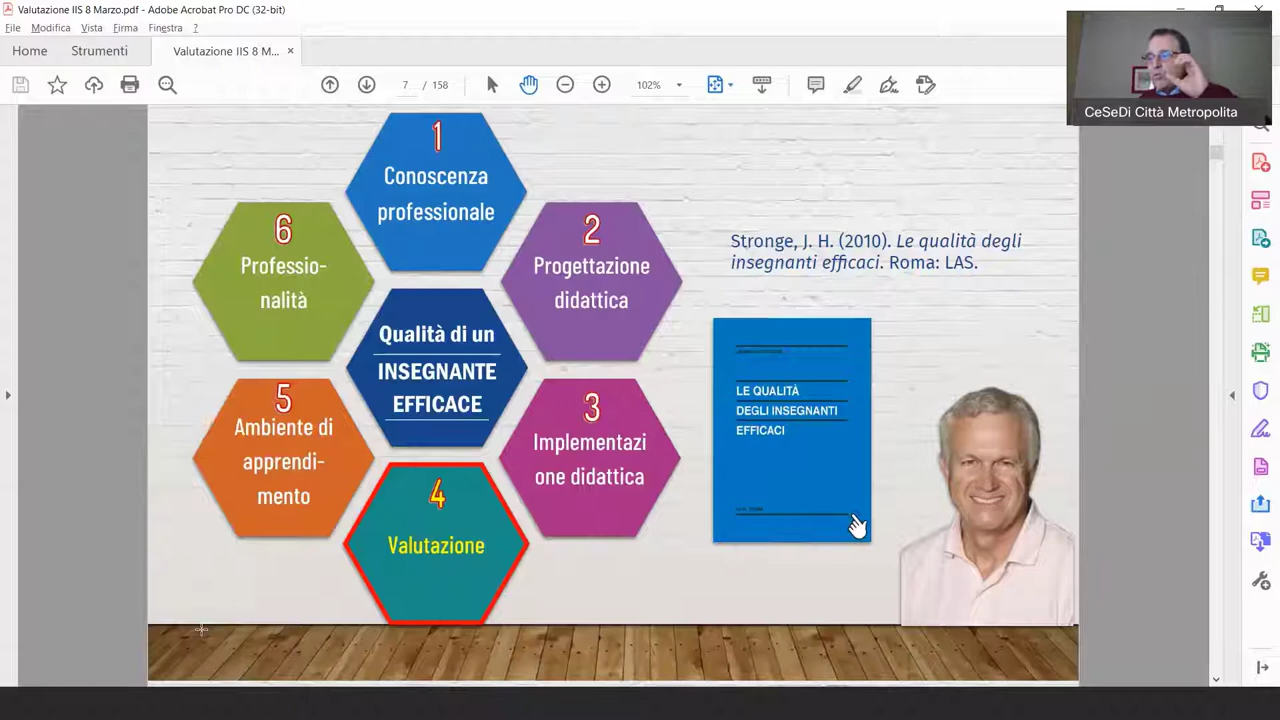 Valutazione IIS 8 Marzo.pdf - Adobe Acrobat Pro DC (32-bit)
File Modifica Vista Firma Finestra ?
Home Strumenti Valutazione IIS 8 M... ×
7 / 158 102%
CeSeDi Città Metropolita
1
Conoscenza
professionale
6
Professio-
nalità
2
Progettazione
didattica
Stronge, J. H. (2010). Le qualità degli
insegnanti efficaci. Roma: LAS.
Qualità di un
INSEGNANTE
EFFICACE
5
Ambiente di
apprendi-
mento
3
Implementazi
one didattica
4
Valutazione
LE QUALITÀ
DEGLI INSEGNANTI
EFFICACI